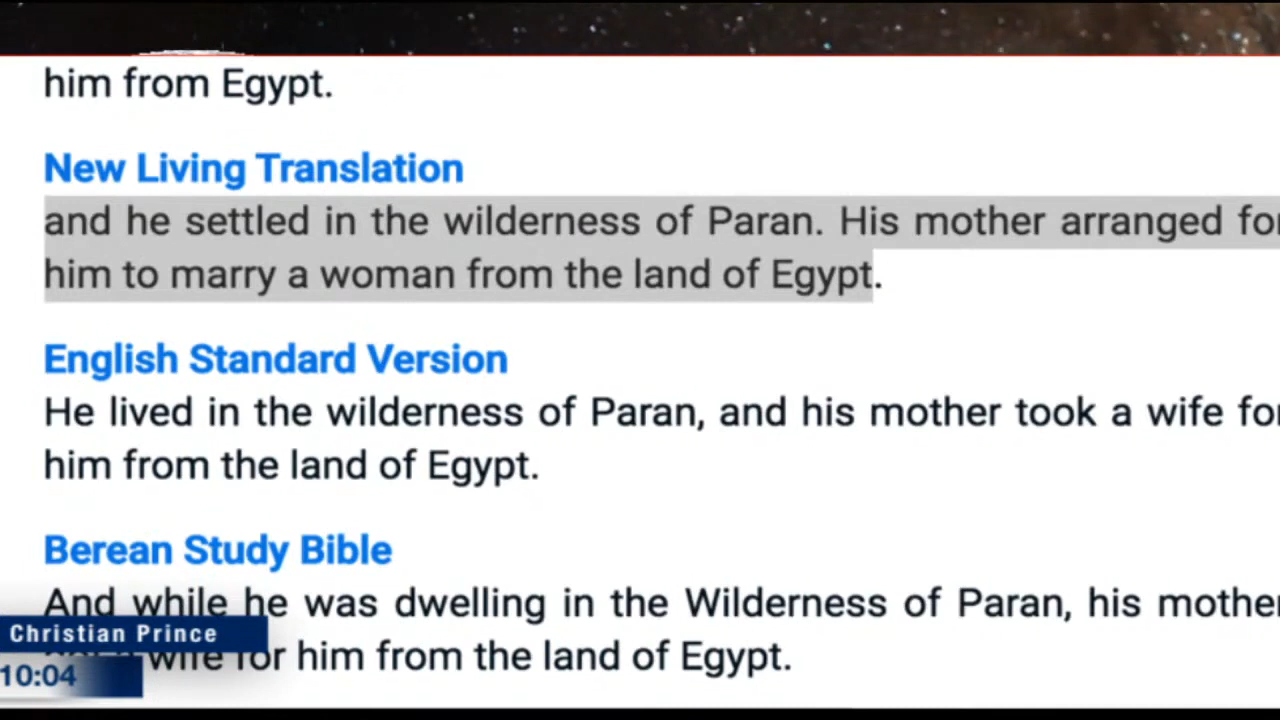 him from Egypt.
New Living Translation
and he settled in the wilderness of Paran. His mother arranged for
him to marry a woman from the land of Egypt.
English Standard Version
He lived in the wilderness of Paran, and his mother took a wife for
him from the land of Egypt.
Berean Study Bible
And while he was dwelling in the Wilderness of Paran, his mother
wife for him from the land of Egypt.
Christian Prince
10:04